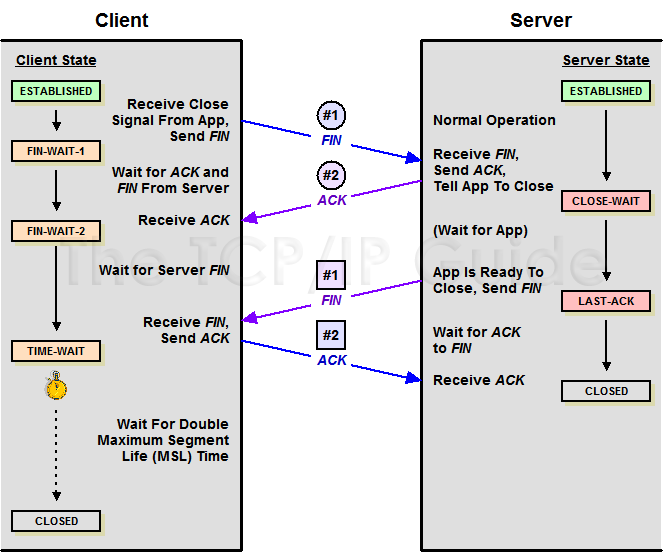 Client
Server
Client State
Server State
ESTABLISHED
ESTABLISHED
Receive Close
Signal From App,
Send FIN
#1
FIN
Normal Operation
FIN-WAIT-1
Receive FIN,
Send ACK,
Tell App To Close
Wait for ACK and
FIN From Server
#2
ACK
CLOSE-WAIT
Receive ACK
FIN-WAIT-2
(Wait for App)
The TCP/IP Guide
Wait for Server FIN
#1
FIN
App Is Ready To
Close, Send FIN
LAST-ACK
Receive FIN,
Send ACK
#2
ACK
Wait for ACK
to FIN
TIME-WAIT
Receive ACK
CLOSED
Wait For Double
Maximum Segment
Life (MSL) Time
CLOSED